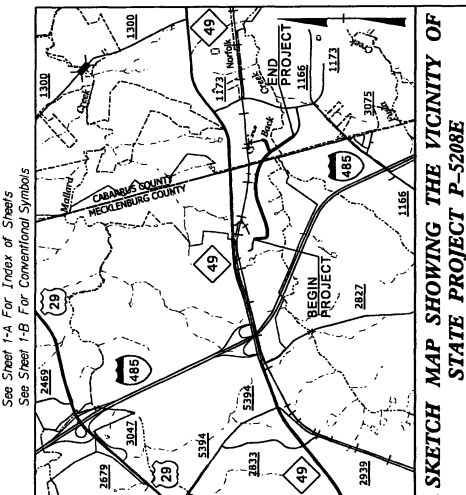 See Sheet 1-A For Index of Sheets
See Sheet 1-B For Conventional Symbols
1300
1300
Creek
49
1173
Norfolk
Creek
END
PROJECT
1166
1173
Creek
Back
3075
485
1166
Mallard
CABARRUS COUNTY
MECKLENBURG COUNTY
49
BEGIN
PROJECT
2827
29
2469
485
3047
2679
29
5394
5394
2833
49
2939
SKETCH MAP SHOWING THE VICINITY OF
STATE PROJECT P-5208E